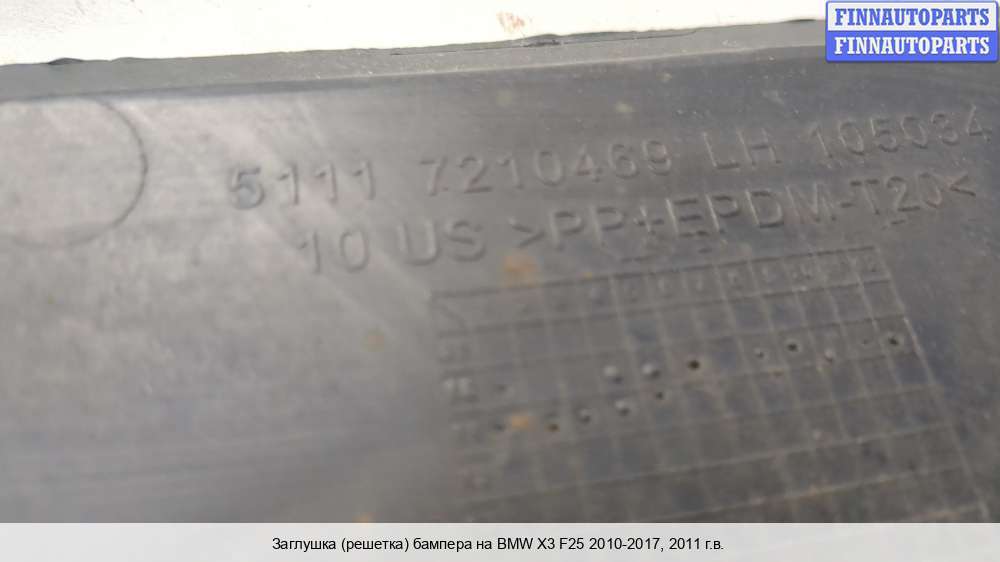 FINNAUTOPARTS
FINNAUTOPARTS
5111 7210469 LH 105034
10 US >PP+EPDM-T20<
Заглушка (решетка) бампера на BMW X3 F25 2010-2017, 2011 г.в.